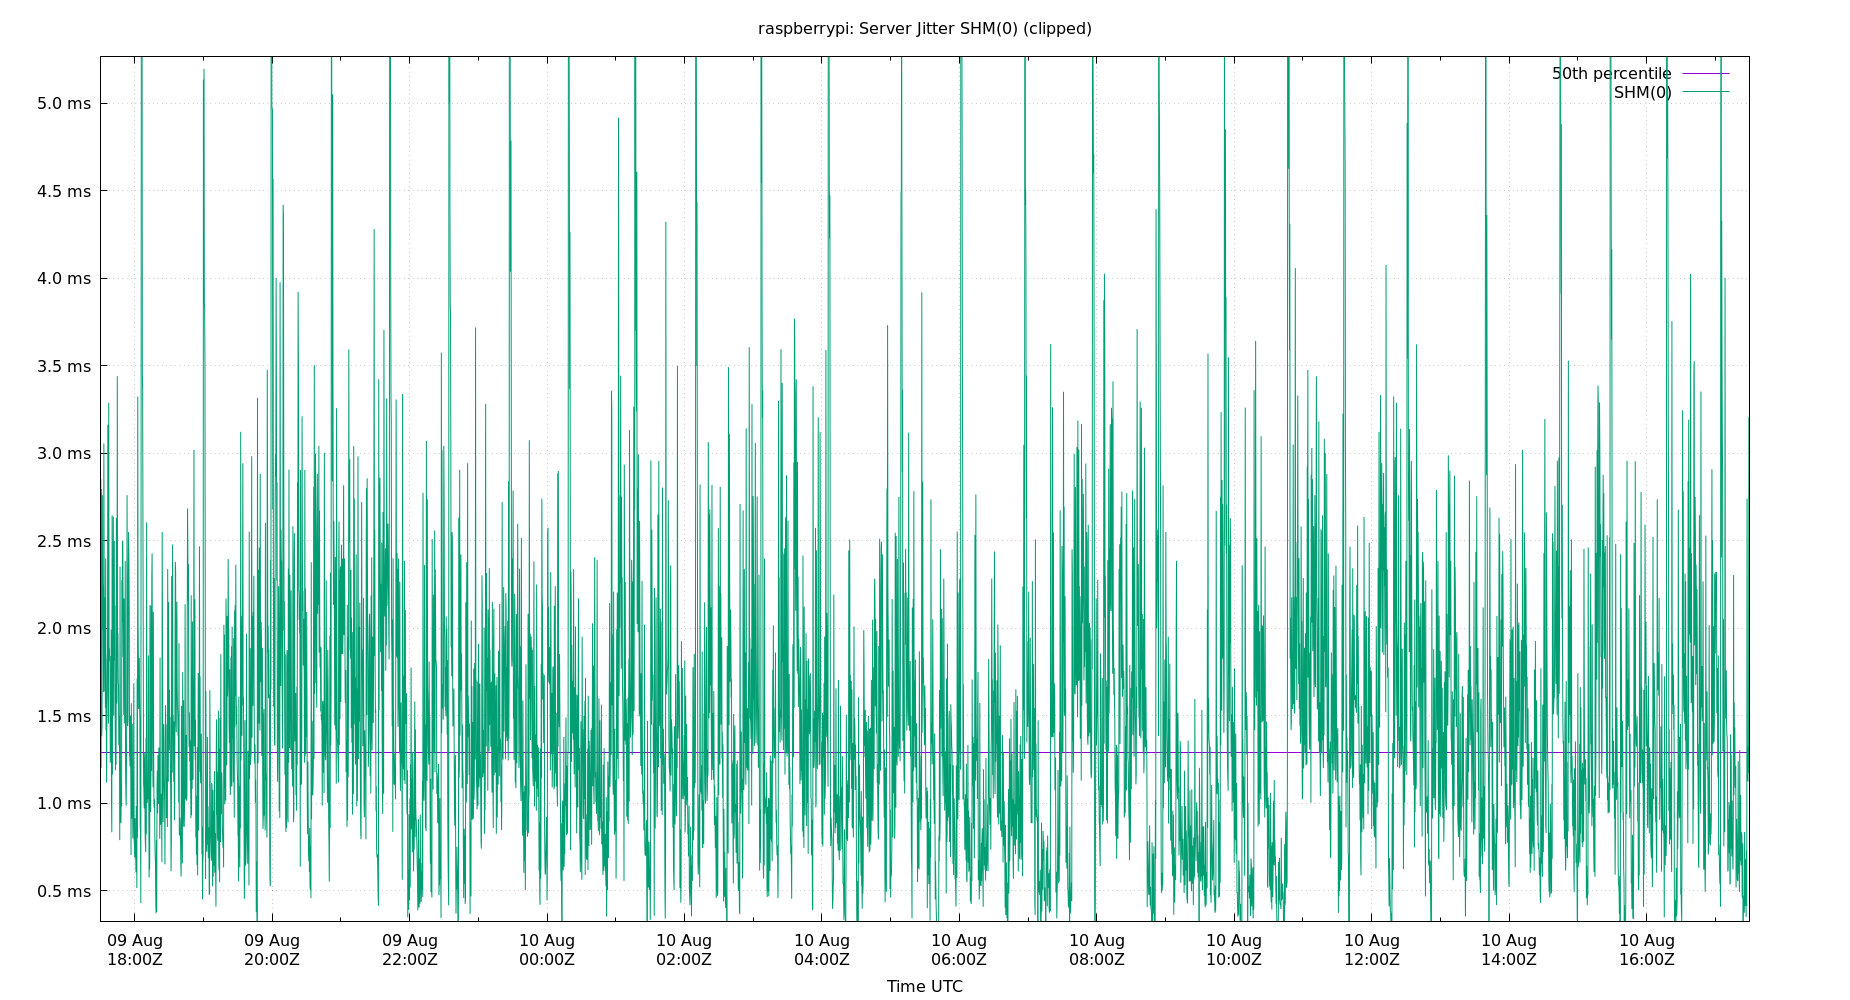 raspberrypi: Server Jitter SHM(0) (clipped)
50th percentile
SHM(0)
5.0 ms
4.5 ms
4.0 ms
3.5 ms
3.0 ms
2.5 ms
2.0 ms
1.5 ms
1.0 ms
0.5 ms
09 Aug 09 Aug 09 Aug 10 Aug 10 Aug 10 Aug 10 Aug 10 Aug 10 Aug 10 Aug 10 Aug 10 Aug
18:00Z 20:00Z 22:00Z 00:00Z 02:00Z 04:00Z 06:00Z 08:00Z 10:00Z 12:00Z 14:00Z 16:00Z
Time UTC